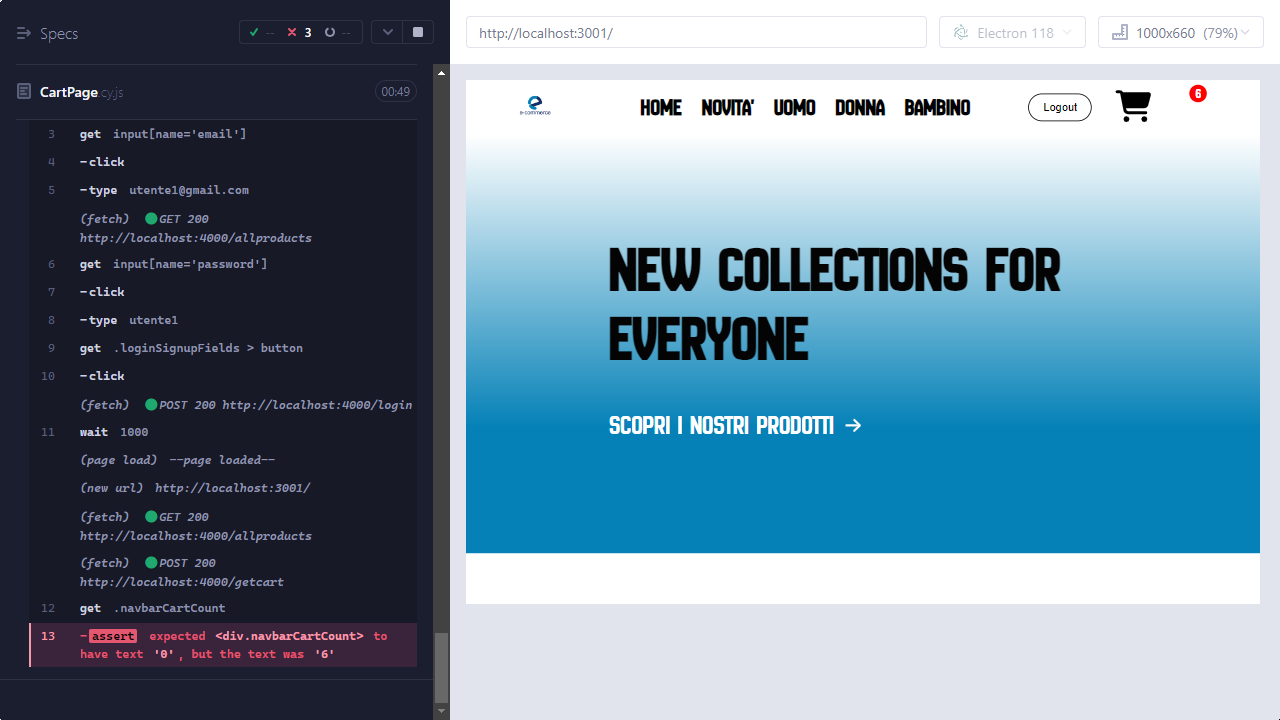 Specs
-- 3 --
CartPage.cy.js
00:49
3 get input[name='email']
4 -click
5 -type utente1@gmail.com
(fetch) GET 200
http://localhost:4000/allproducts
6 get input[name='password']
7 -click
8 -type utente1
9 get .loginSignupFields > button
10 -click
(fetch) POST 200 http://localhost:4000/login
11 wait 1000
(page load) --page loaded--
(new url) http://localhost:3001/
(fetch) GET 200
http://localhost:4000/allproducts
(fetch) POST 200
http://localhost:4000/getcart
12 get .navbarCartCount
13 -assert expected <div.navbarCartCount> to
have text '0', but the text was '6'
http://localhost:3001/
Electron 118
1000x660 (79%)
e-commerce
HOME NOVITA' UOMO DONNA BAMBINO
Logout
6
NEW COLLECTIONS FOR
EVERYONE
SCOPRI I NOSTRI PRODOTTI →